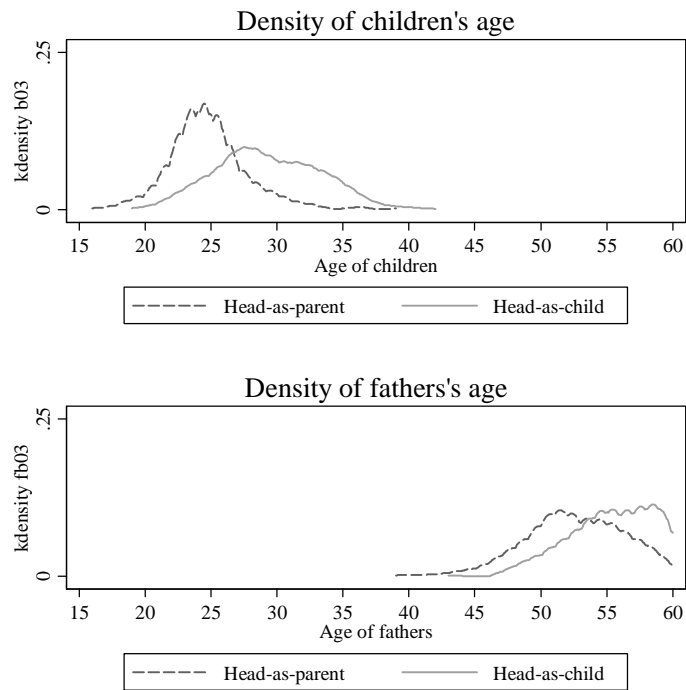 Density of children's age
kdensity b03
0 .25
15 20 25 30 35 40 45 50 55 60
Age of children
Head-as-parent Head-as-child
Density of fathers's age
kdensity fb03
0 .25
15 20 25 30 35 40 45 50 55 60
Age of fathers
Head-as-parent Head-as-child